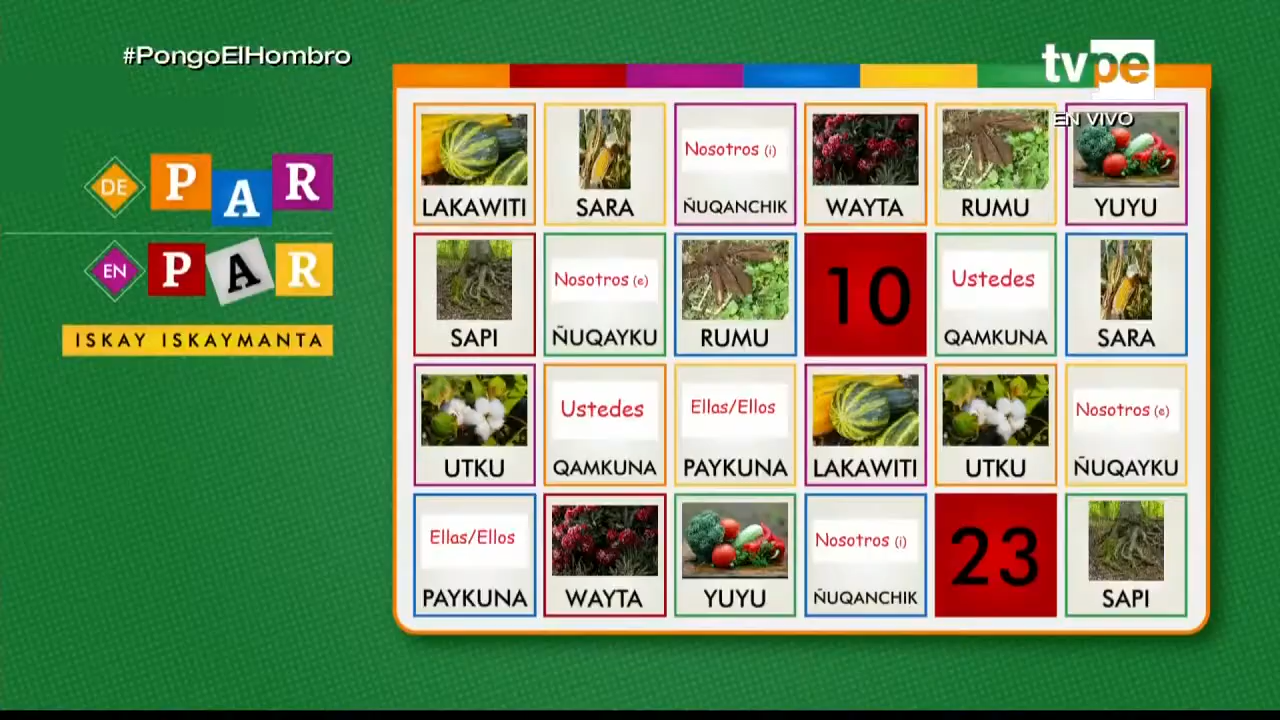 #PongoElHombro
tvpe
EN VIVO
DE PAR
EN PAR
ISKAY ISKAYMANTA
LAKAWITI
SARA
Nosotros (i)
ÑUQANCHIK
WAYTA
RUMU
YUYU
SAPI
Nosotros (e)
ÑUQAYKU
RUMU
10
Ustedes
QAMKUNA
SARA
UTKU
Ustedes
QAMKUNA
Ellas/Ellos
PAYKUNA
LAKAWITI
UTKU
Nosotros (e)
ÑUQAYKU
Ellas/Ellos
PAYKUNA
WAYTA
YUYU
Nosotros (i)
ÑUQANCHIK
23
SAPI